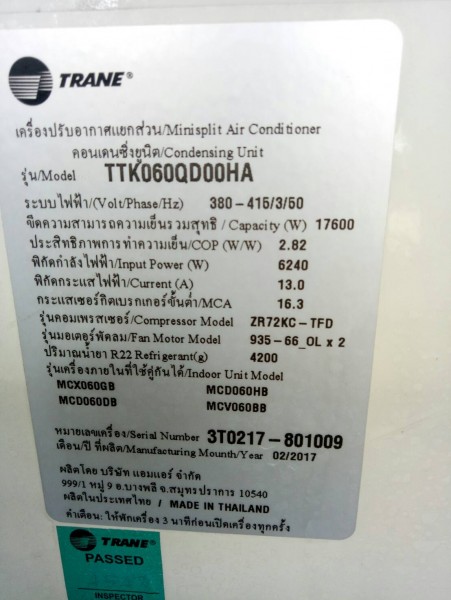 TRANE®
เครื่องปรับอากาศแยกส่วน/Minisplit Air Conditioner
คอนเดนซิ่งยูนิต/Condensing Unit
รุ่น/Model TTK060QD00HA
ระบบไฟฟ้า/(Volt/Phase/Hz) 380-415/3/50
ขีดความสามารถความเย็นรวมสุทธิ / Capacity (W) 17600
ประสิทธิภาพการทำความเย็น/COP (W/W) 2.82
พิกัดกำลังไฟฟ้า/Input Power (W) 6240
พิกัดกระแสไฟฟ้า/Current (A) 13.0
กระแสเซอร์กิตเบรกเกอร์ขั้นต่ำ/MCA 16.3
รุ่นคอมเพรสเซอร์/Compressor Model ZR72KC-TFD
รุ่นมอเตอร์พัดลม/Fan Motor Model 935-66_OL x 2
ปริมาณน้ำยา R22 Refrigerant(g) 4200
รุ่นเครื่องภายในที่ใช้คู่กันได้/Indoor Unit Model
MCX060GB MCD060HB
MCD060DB MCV060BB
หมายเลขเครื่อง/Serial Number 3T0217-801009
เดือน/ปี ที่ผลิต/Manufacturing Mounth/Year 02/2017
ผลิตโดย บริษัท แอมแอร์ จำกัด
999/1 หมู่ 9 อ.บางพลี จ.สมุทรปราการ 10540
ผลิตในประเทศไทย / MADE IN THAILAND
คำเตือน: ให้พักเครื่อง 3 นาทีก่อนเปิดเครื่องทุกครั้ง
TRANE®
PASSED
INSPECTOR